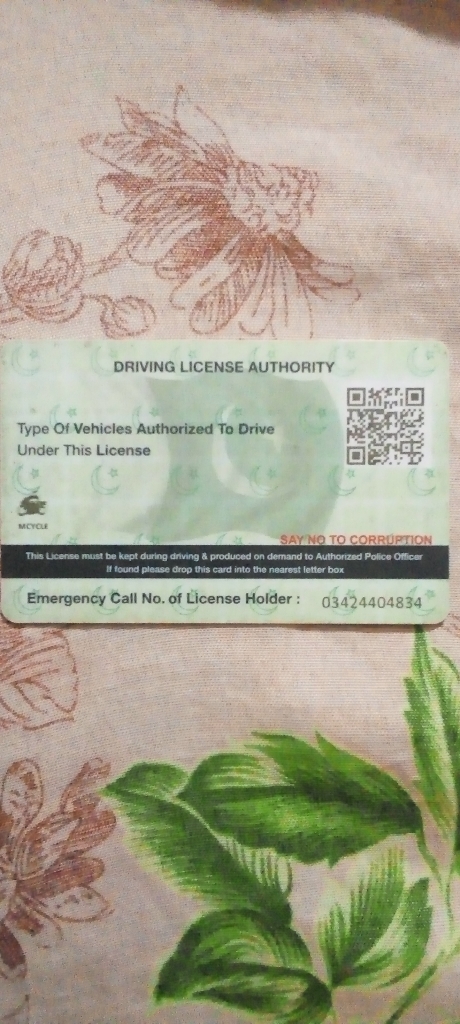 DRIVING LICENSE AUTHORITY
Type Of Vehicles Authorized To Drive
Under This License
M.CYCLE
SAY NO TO CORRUPTION
This License must be kept during driving & produced on demand to Authorized Police Officer
If found please drop this card into the nearest letter box
Emergency Call No. of License Holder : 03424404834